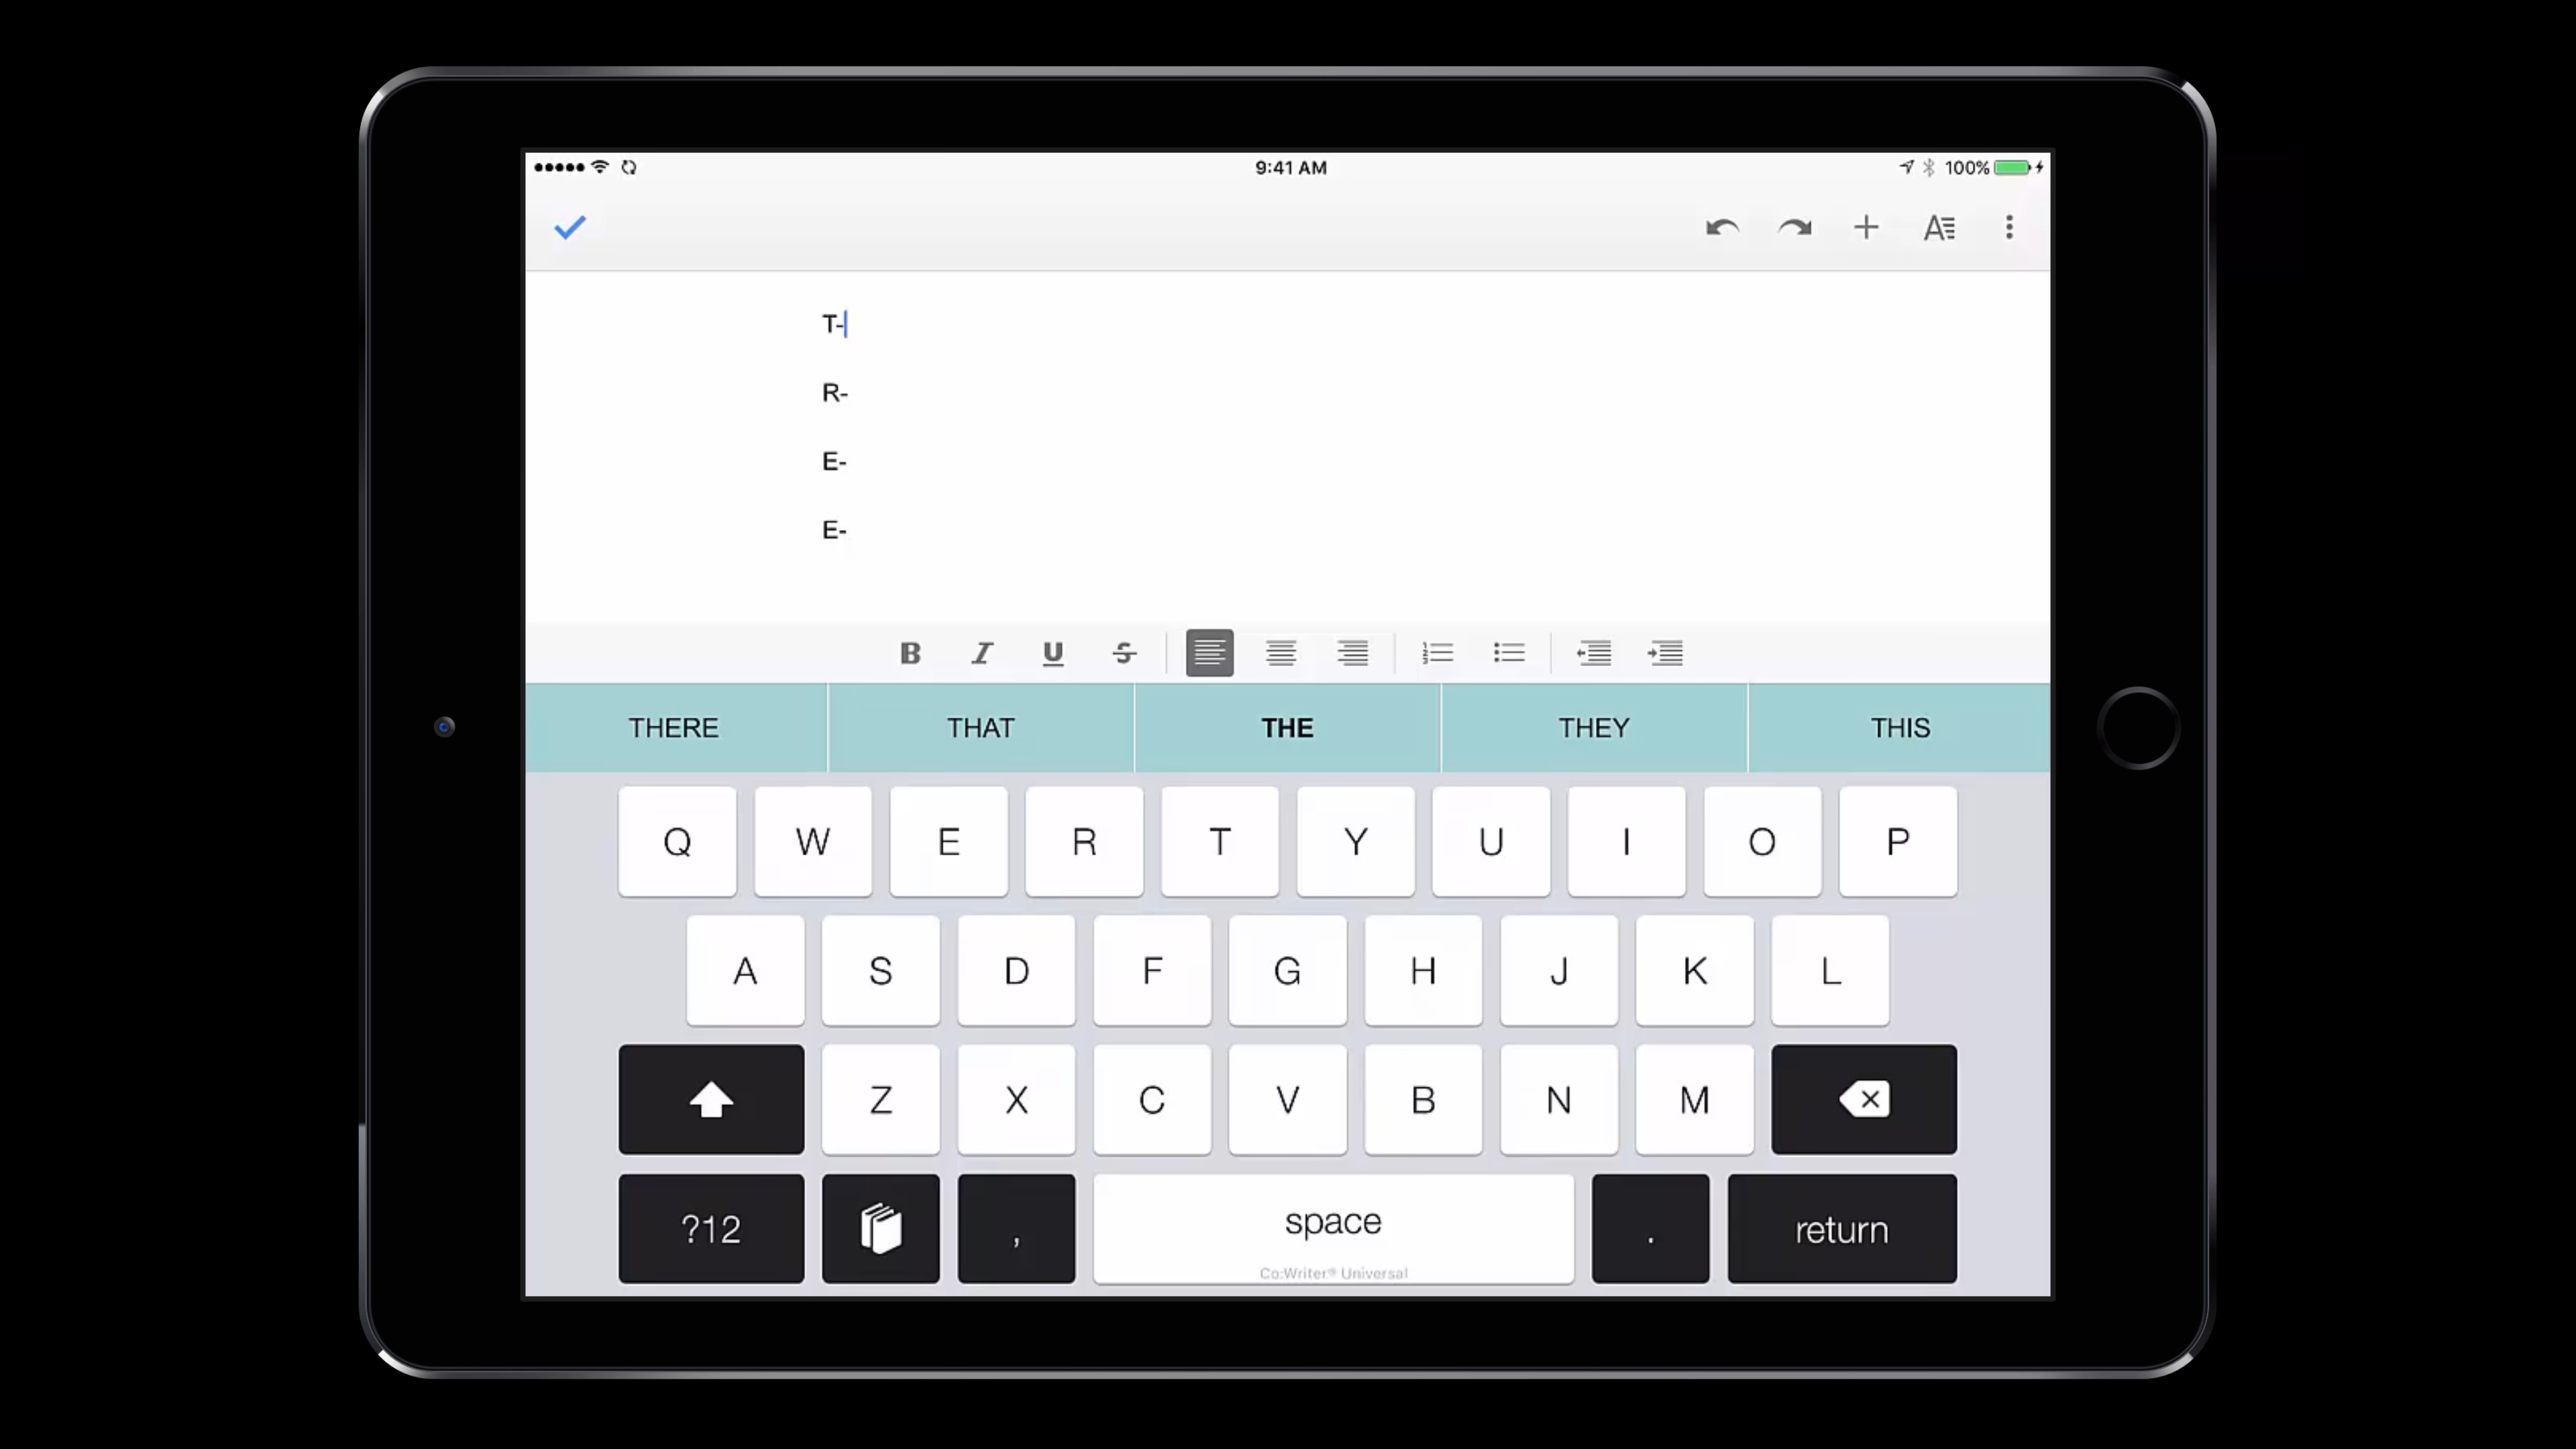 9:41 AM
100%
T-
R-
E-
E-
B I U S
THERE THAT THE THEY THIS
Q W E R T Y U I O P
A S D F G H J K L
Z X C V B N M
?12 , space . return
Co:Writer® Universal